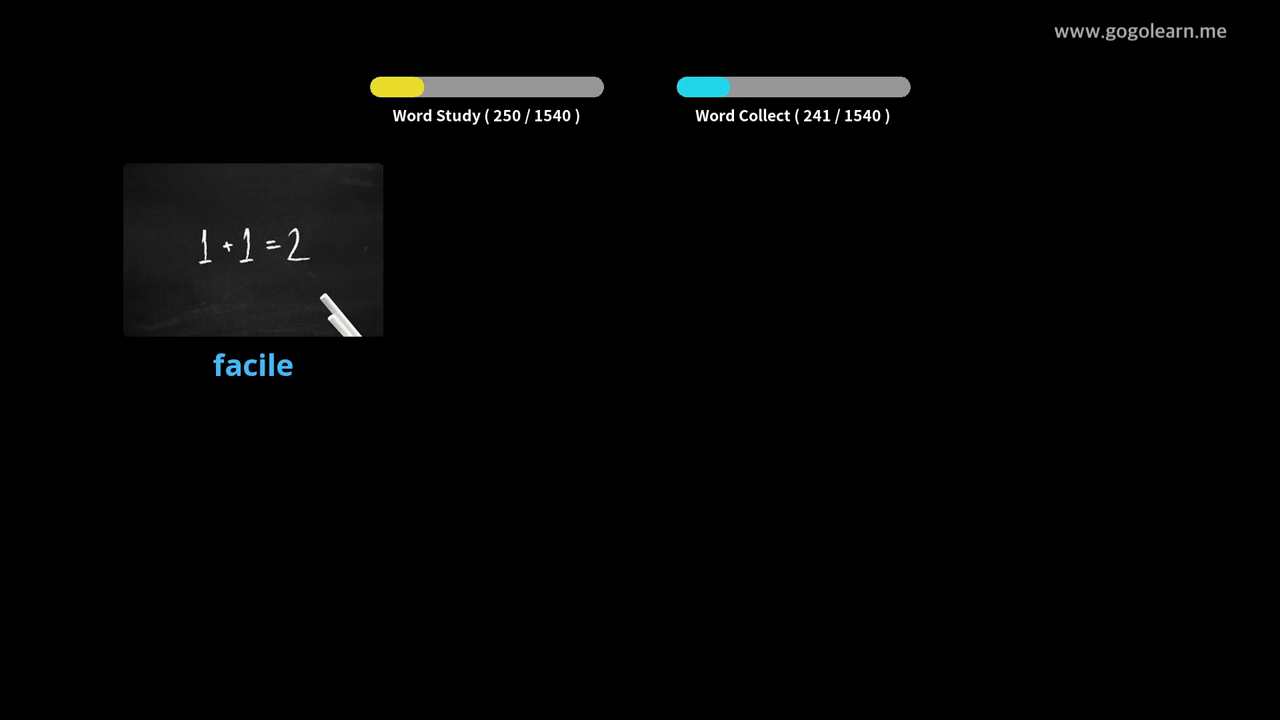 www.gogolearn.me
Word Study ( 250 / 1540 )
Word Collect ( 241 / 1540 )
1 + 1 = 2
facile